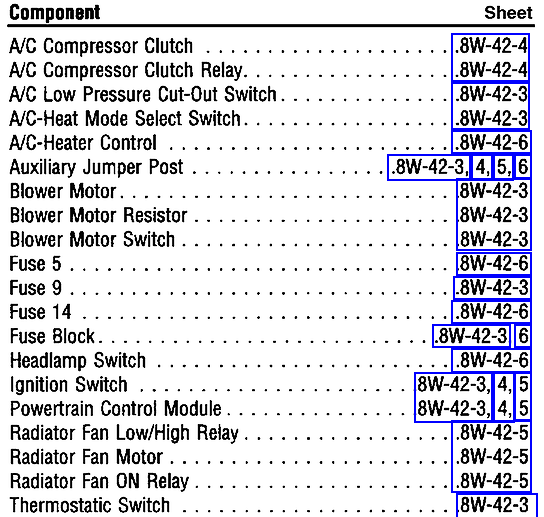 Component Sheet
A/C Compressor Clutch . . . . . . . . . . . . . . . . . . . . .8W-42-4
A/C Compressor Clutch Relay. . . . . . . . . . . . . . . . .8W-42-4
A/C Low Pressure Cut-Out Switch . . . . . . . . . . . . . .8W-42-3
A/C-Heat Mode Select Switch . . . . . . . . . . . . . . . . .8W-42-3
A/C-Heater Control . . . . . . . . . . . . . . . . . . . . . . . .8W-42-6
Auxiliary Jumper Post . . . . . . . . . . . . . . . .8W-42-3, 4, 5, 6
Blower Motor . . . . . . . . . . . . . . . . . . . . . . . . . . . .8W-42-3
Blower Motor Resistor . . . . . . . . . . . . . . . . . . . . . .8W-42-3
Blower Motor Switch . . . . . . . . . . . . . . . . . . . . . . .8W-42-3
Fuse 5 . . . . . . . . . . . . . . . . . . . . . . . . . . . . . . . .8W-42-6
Fuse 9 . . . . . . . . . . . . . . . . . . . . . . . . . . . . . . . .8W-42-3
Fuse 14 . . . . . . . . . . . . . . . . . . . . . . . . . . . . . . .8W-42-6
Fuse Block . . . . . . . . . . . . . . . . . . . . . . . . . . .8W-42-3 6
Headlamp Switch . . . . . . . . . . . . . . . . . . . . . . . . .8W-42-6
Ignition Switch . . . . . . . . . . . . . . . . . . . . . . 8W-42-3, 4, 5
Powertrain Control Module . . . . . . . . . . . . . . . 8W-42-3, 4, 5
Radiator Fan Low/High Relay . . . . . . . . . . . . . . . . .8W-42-5
Radiator Fan Motor . . . . . . . . . . . . . . . . . . . . . . . .8W-42-5
Radiator Fan ON Relay . . . . . . . . . . . . . . . . . . . . .8W-42-5
Thermostatic Switch . . . . . . . . . . . . . . . . . . . . . . .8W-42-3